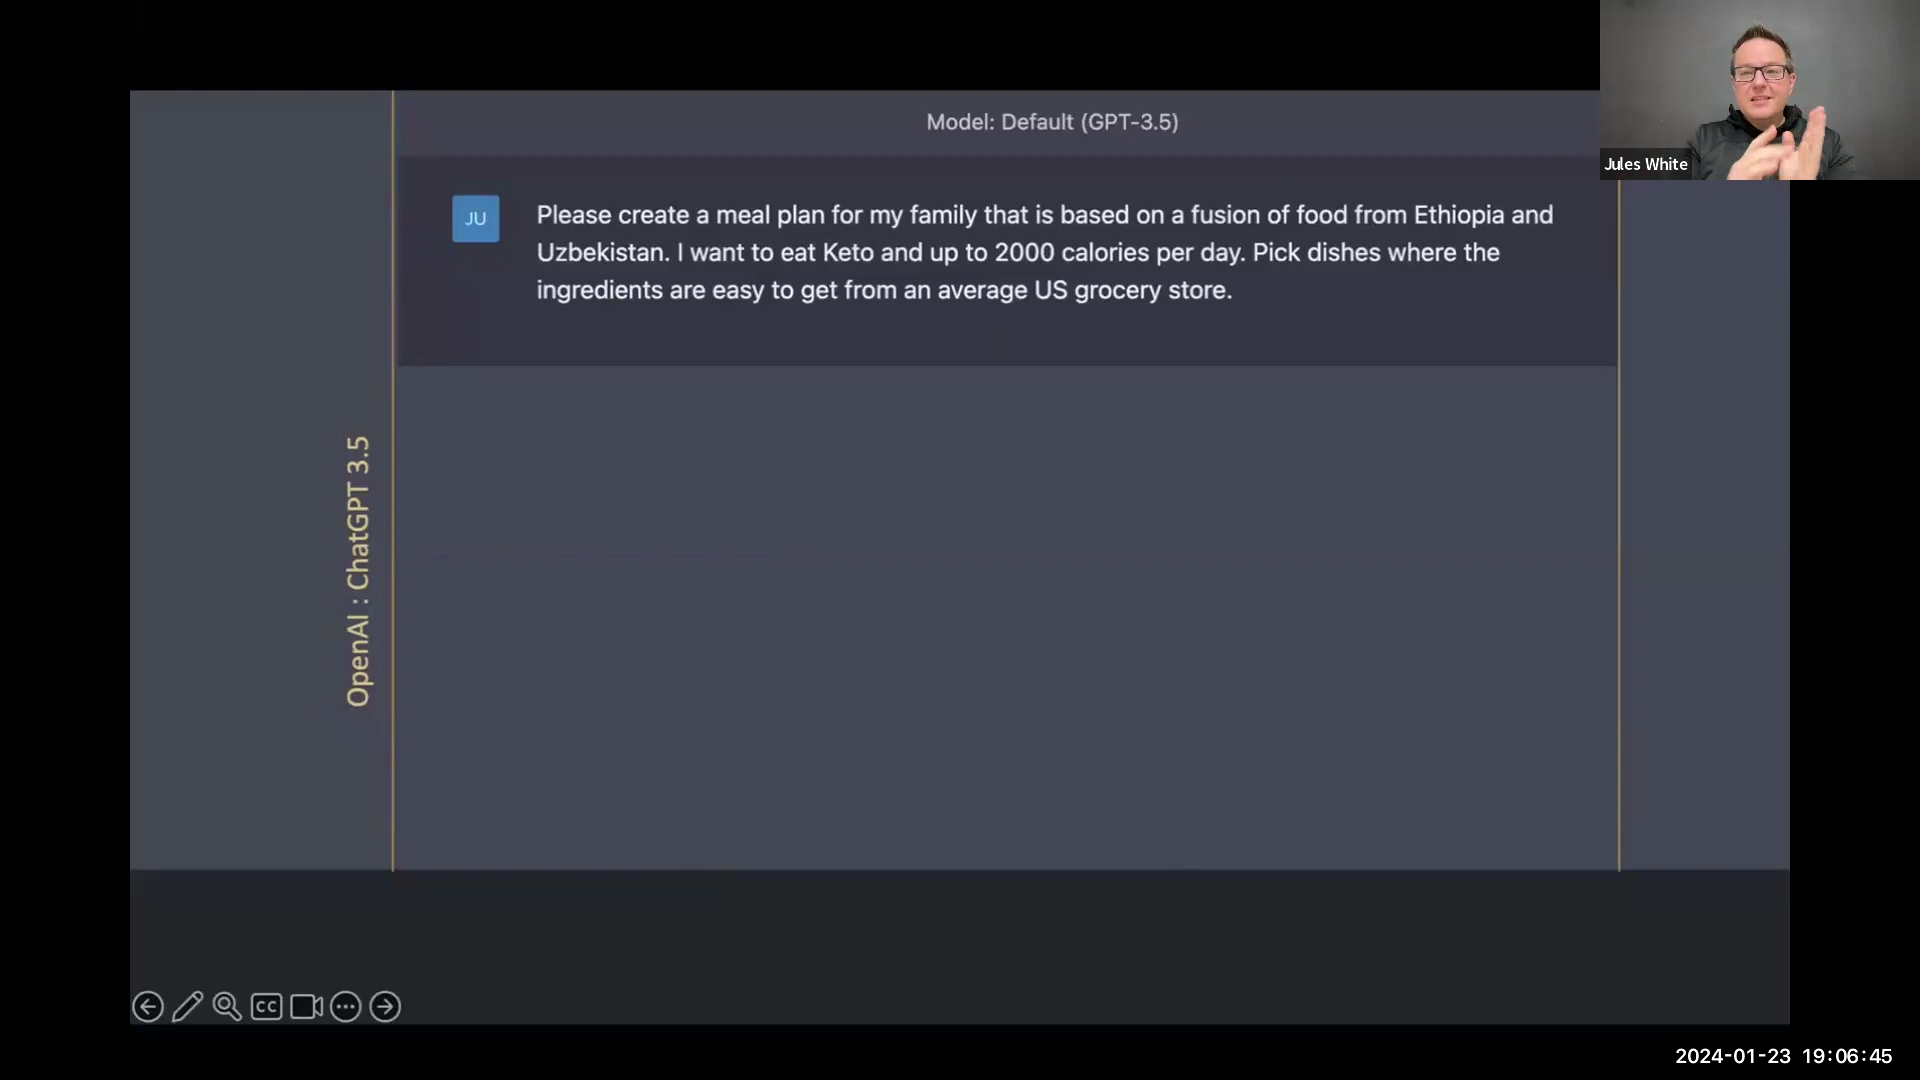 Model: Default (GPT-3.5)
Jules White
JU
Please create a meal plan for my family that is based on a fusion of food from Ethiopia and
Uzbekistan. I want to eat Keto and up to 2000 calories per day. Pick dishes where the
ingredients are easy to get from an average US grocery store.
OpenAI : ChatGPT 3.5
CC
2024-01-23 19:06:45